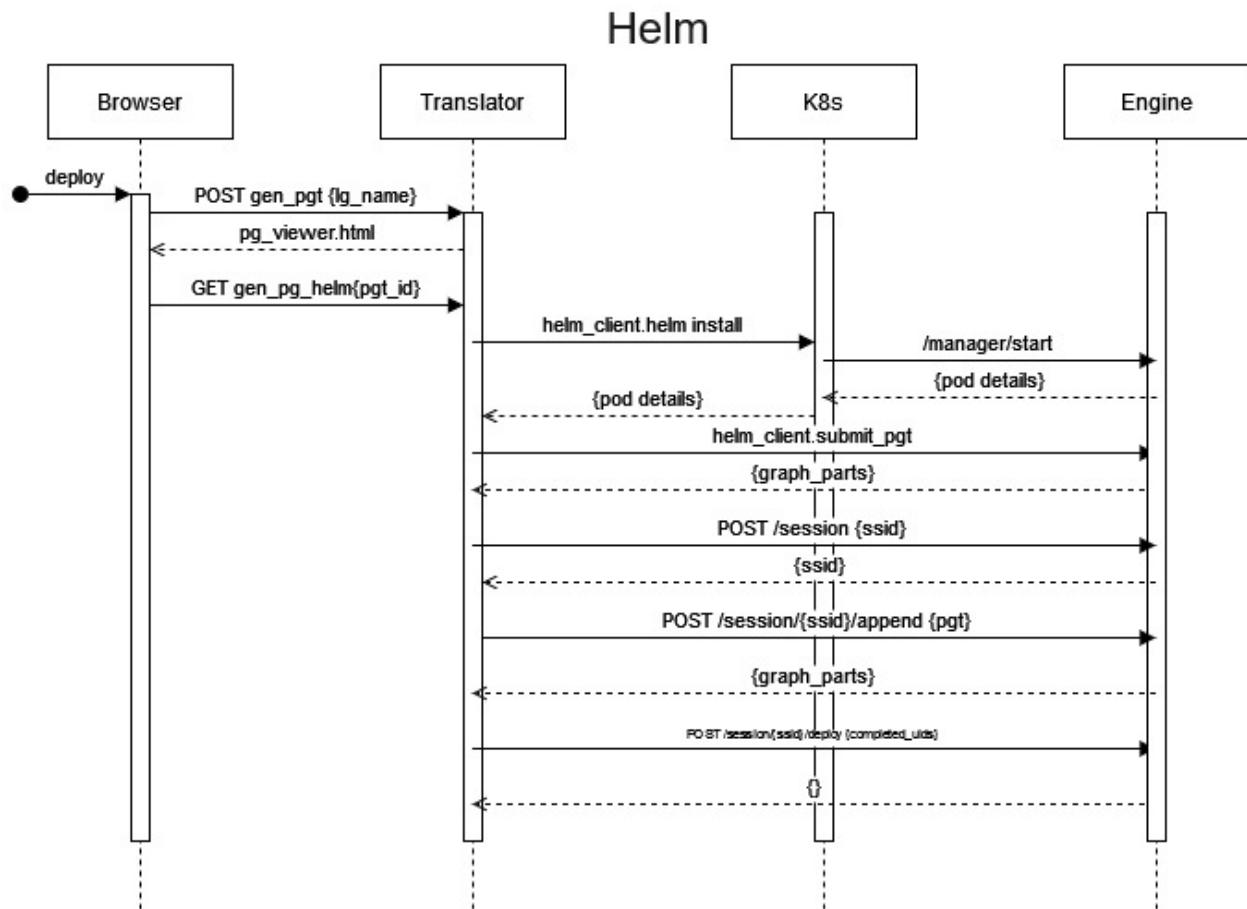 Helm
Browser
Translator
K8s
Engine
deploy
POST gen_pgt {lg_name}
pg_viewer.html
GET gen_pg_helm{pgt_id}
helm_client.helm install
/manager/start
{pod details}
{pod details}
helm_client.submit_pgt
{graph_parts}
POST /session {ssid}
{ssid}
POST /session/{ssid}/append {pgt}
{graph_parts}
POST /session/{ssid}/deploy {completed_uids}
{}